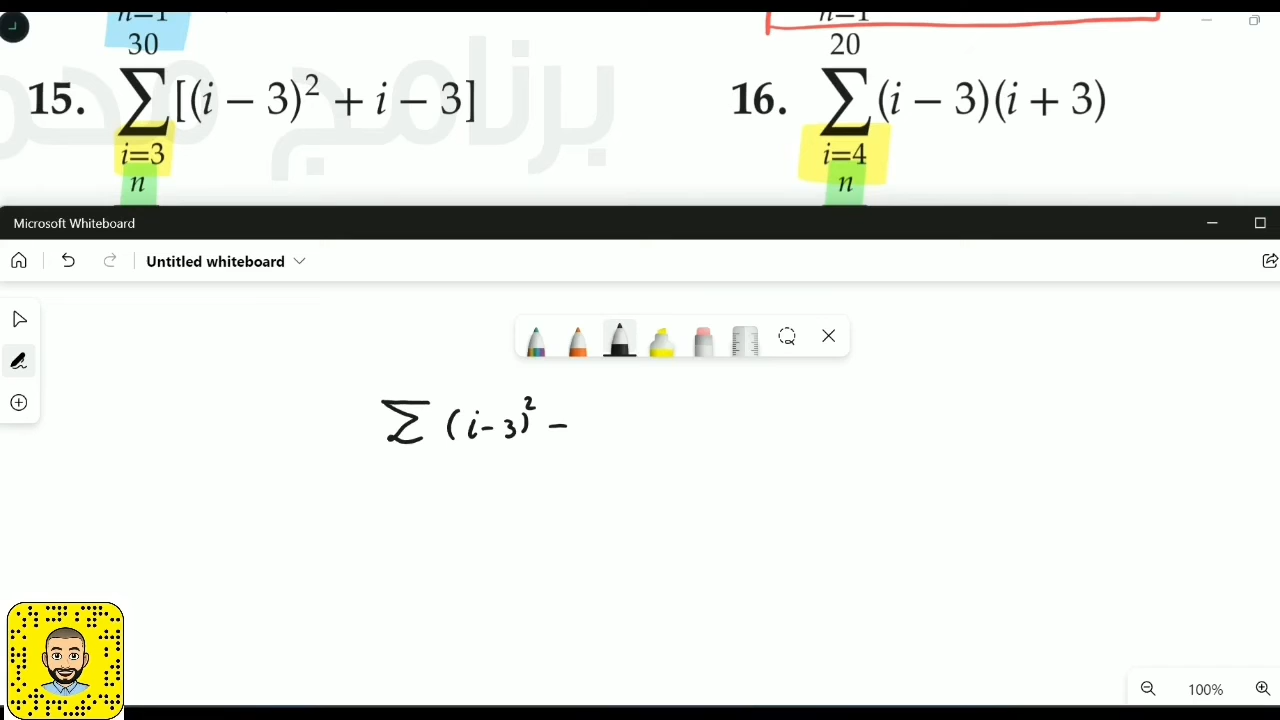 n=1
n=1
30
20
15. ∑[(i − 3)² + i − 3]
16. ∑(i − 3)(i + 3)
i=3
i=4
n
n
برنامج
Microsoft Whiteboard
Untitled whiteboard
∑ (i-3)² −
100%